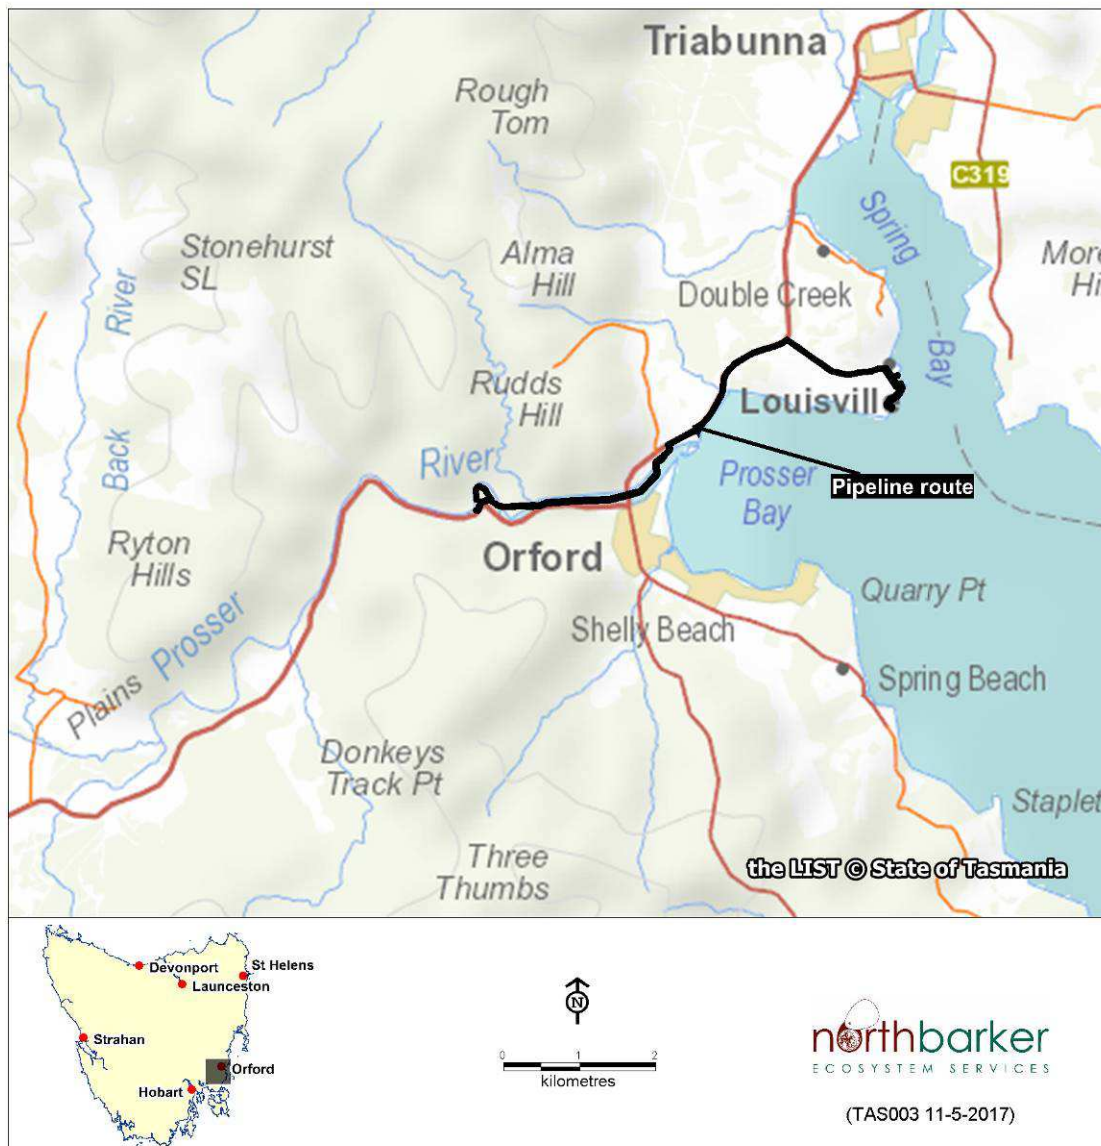 Triabunna
Rough
Tom
C319
Spring
Bay
Stonehurst
SL
Alma
Hill
More
Hi
Double Creek
Back River
Rudds
Hill
Louisvill
River
Prosser
Bay
Pipeline route
Ryton
Hills
Orford
Quarry Pt
Shelly Beach
Prosser
Plains
Spring Beach
Donkeys
Track Pt
Staplet
Three
Thumbs
the LIST © State of Tasmania
Devonport
St Helens
Launceston
Strahan
Orford
Hobart
N
0 1 2
kilometres
northbarker
ECOSYSTEM SERVICES
(TAS003 11-5-2017)